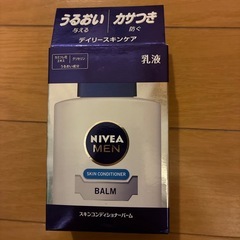 うるおい 与える
カサつき 防ぐ
デイリースキンケア
乳液
NIVEA
MEN
SKIN CONDITIONER
BALM
スキンコンディショナーバーム